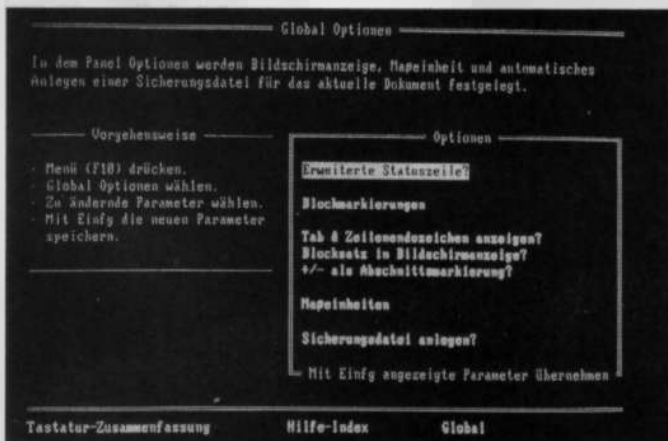 Global Optionen
In dem Panel Optionen werden Bildschirmanzeige, Maßeinheit und automatisches
Anlegen einer Sicherungsdatei für das aktuelle Dokument festgelegt.
Vorgehensweise
- Menü (F10) drücken.
- Global Optionen wählen.
- Zu ändernde Parameter wählen.
- Mit Einfg die neuen Parameter
speichern.
Optionen
Erweiterte Statuszeile?
Blockmarkierungen
Tab & Zeilenendezeichen anzeigen?
Blocksatz in Bildschirmanzeige?
+/- als Abschnittsmarkierung?
Maßeinheiten
Sicherungsdatei anlegen?
Mit Einfg angezeigte Parameter übernehmen
Tastatur-Zusammenfassung Hilfe-Index Global